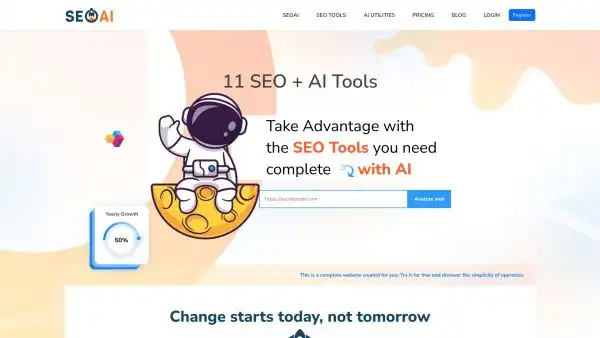 SEOAI
SEOAI SEO TOOLS AI UTILITIES PRICING BLOG LOGIN Register
11 SEO + AI Tools
Take Advantage with
the SEO Tools you need
complete with AI
https://yourdomain.com Analyze web
Yearly Growth
50%
This is a complete website created for you. Try it for free and discover the simplicity of operation.
Change starts today, not tomorrow